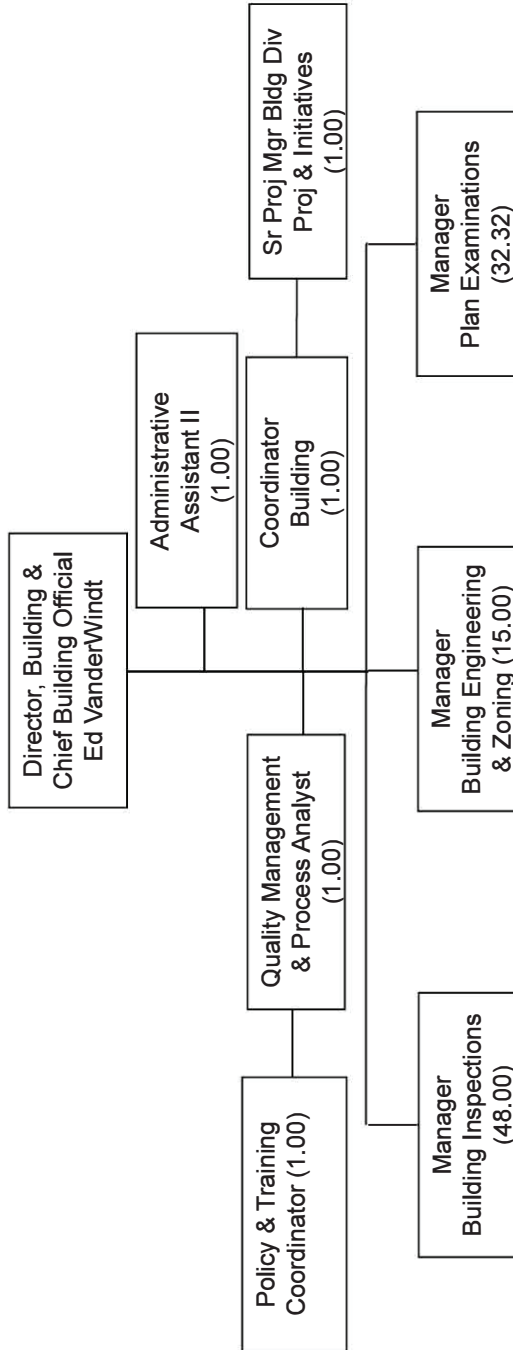 Director, Building &
Chief Building Official
Ed VanderWindt
Administrative
Assistant II
(1.00)
Policy & Training
Coordinator (1.00)
Quality Management
& Process Analyst
(1.00)
Coordinator
Building
(1.00)
Sr Proj Mgr Bldg Div
Proj & Initiatives
(1.00)
Manager
Building Inspections
(48.00)
Manager
Building Engineering
& Zoning (15.00)
Manager
Plan Examinations
(32.32)